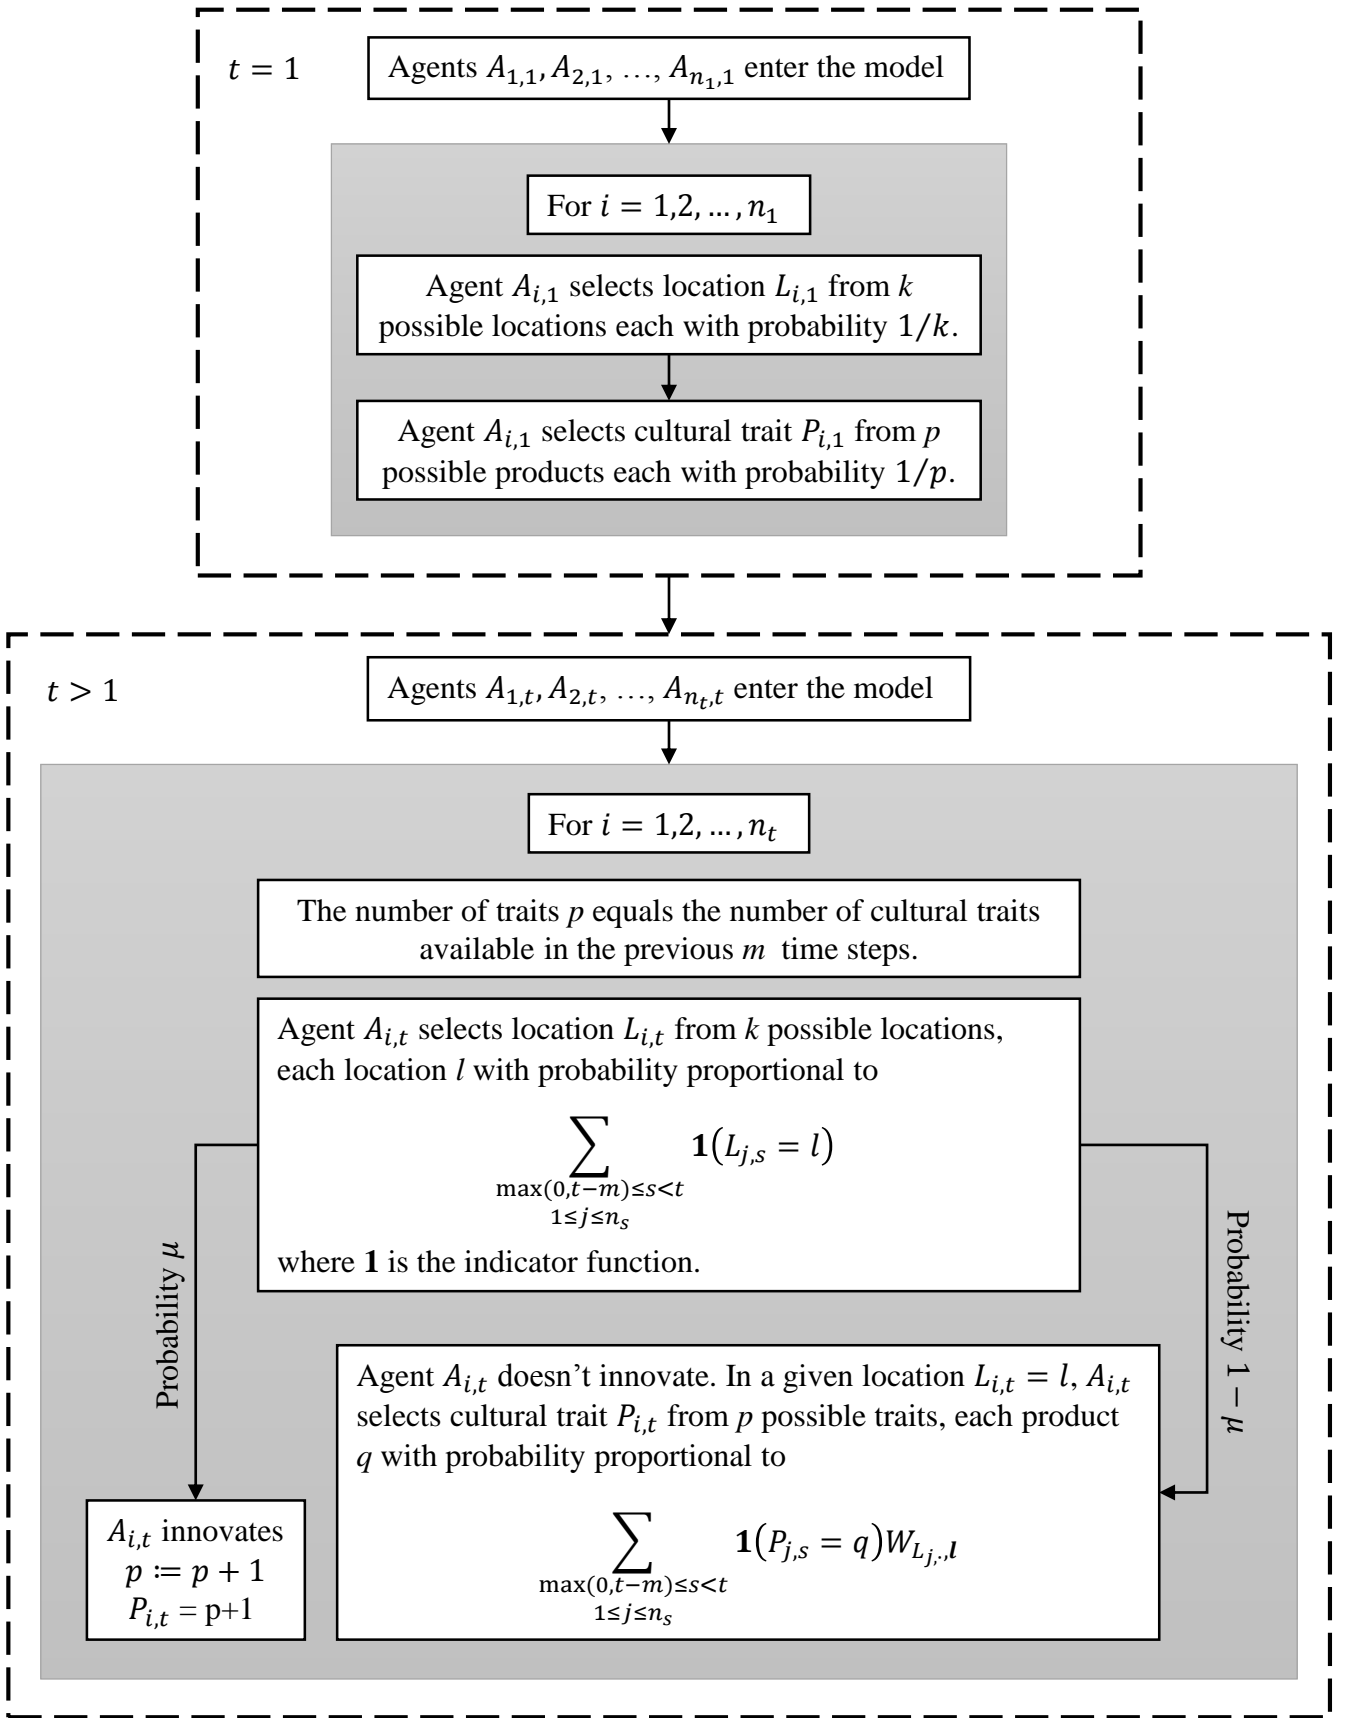 t = 1
Agents A₁,₁, A₂,₁, …, Aₙ₁,₁ enter the model
For i = 1,2, … , n₁
Agent Aᵢ,₁ selects location Lᵢ,₁ from k
possible locations each with probability 1/k.
Agent Aᵢ,₁ selects cultural trait Pᵢ,₁ from p
possible products each with probability 1/p.
t > 1
Agents A₁,ₜ, A₂,ₜ, …, Aₙₜ,ₜ enter the model
For i = 1,2, … , nₜ
The number of traits p equals the number of cultural traits
available in the previous m time steps.
Agent Aᵢ,ₜ selects location Lᵢ,ₜ from k possible locations,
each location l with probability proportional to
∑ 𝟏(Lⱼ,ₛ = l)
max(0,t−m)≤s<t
1≤j≤nₛ
where 𝟏 is the indicator function.
Probability μ
Probability 1 − μ
Agent Aᵢ,ₜ doesn’t innovate. In a given location Lᵢ,ₜ = l, Aᵢ,ₜ
selects cultural trait Pᵢ,ₜ from p possible traits, each product
q with probability proportional to
∑ 𝟏(Pⱼ,ₛ = q)W_{L_{j,·},𝒍}
max(0,t−m)≤s<t
1≤j≤nₛ
Aᵢ,ₜ innovates
p ≔ p + 1
Pᵢ,ₜ = p+1